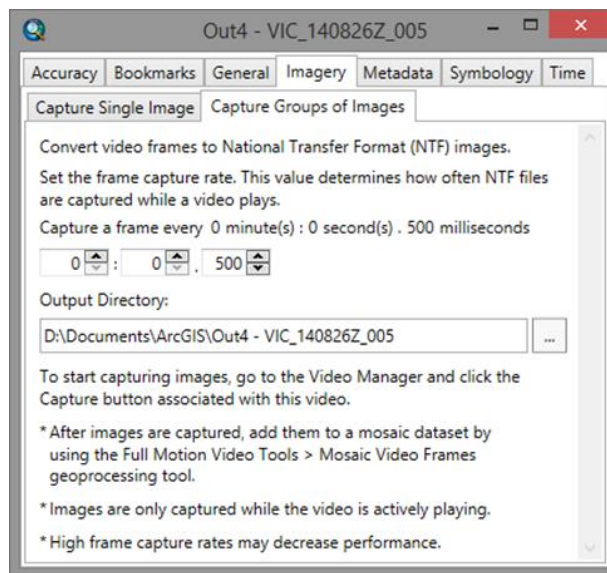 Out4 - VIC_140826Z_005
Accuracy Bookmarks General Imagery Metadata Symbology Time
Capture Single Image Capture Groups of Images
Convert video frames to National Transfer Format (NTF) images.
Set the frame capture rate. This value determines how often NTF files
are captured while a video plays.
Capture a frame every 0 minute(s) : 0 second(s) . 500 milliseconds
0 : 0 . 500
Output Directory:
D:\Documents\ArcGIS\Out4 - VIC_140826Z_005 ...
To start capturing images, go to the Video Manager and click the
Capture button associated with this video.
* After images are captured, add them to a mosaic dataset by
using the Full Motion Video Tools > Mosaic Video Frames
geoprocessing tool.
* Images are only captured while the video is actively playing.
* High frame capture rates may decrease performance.